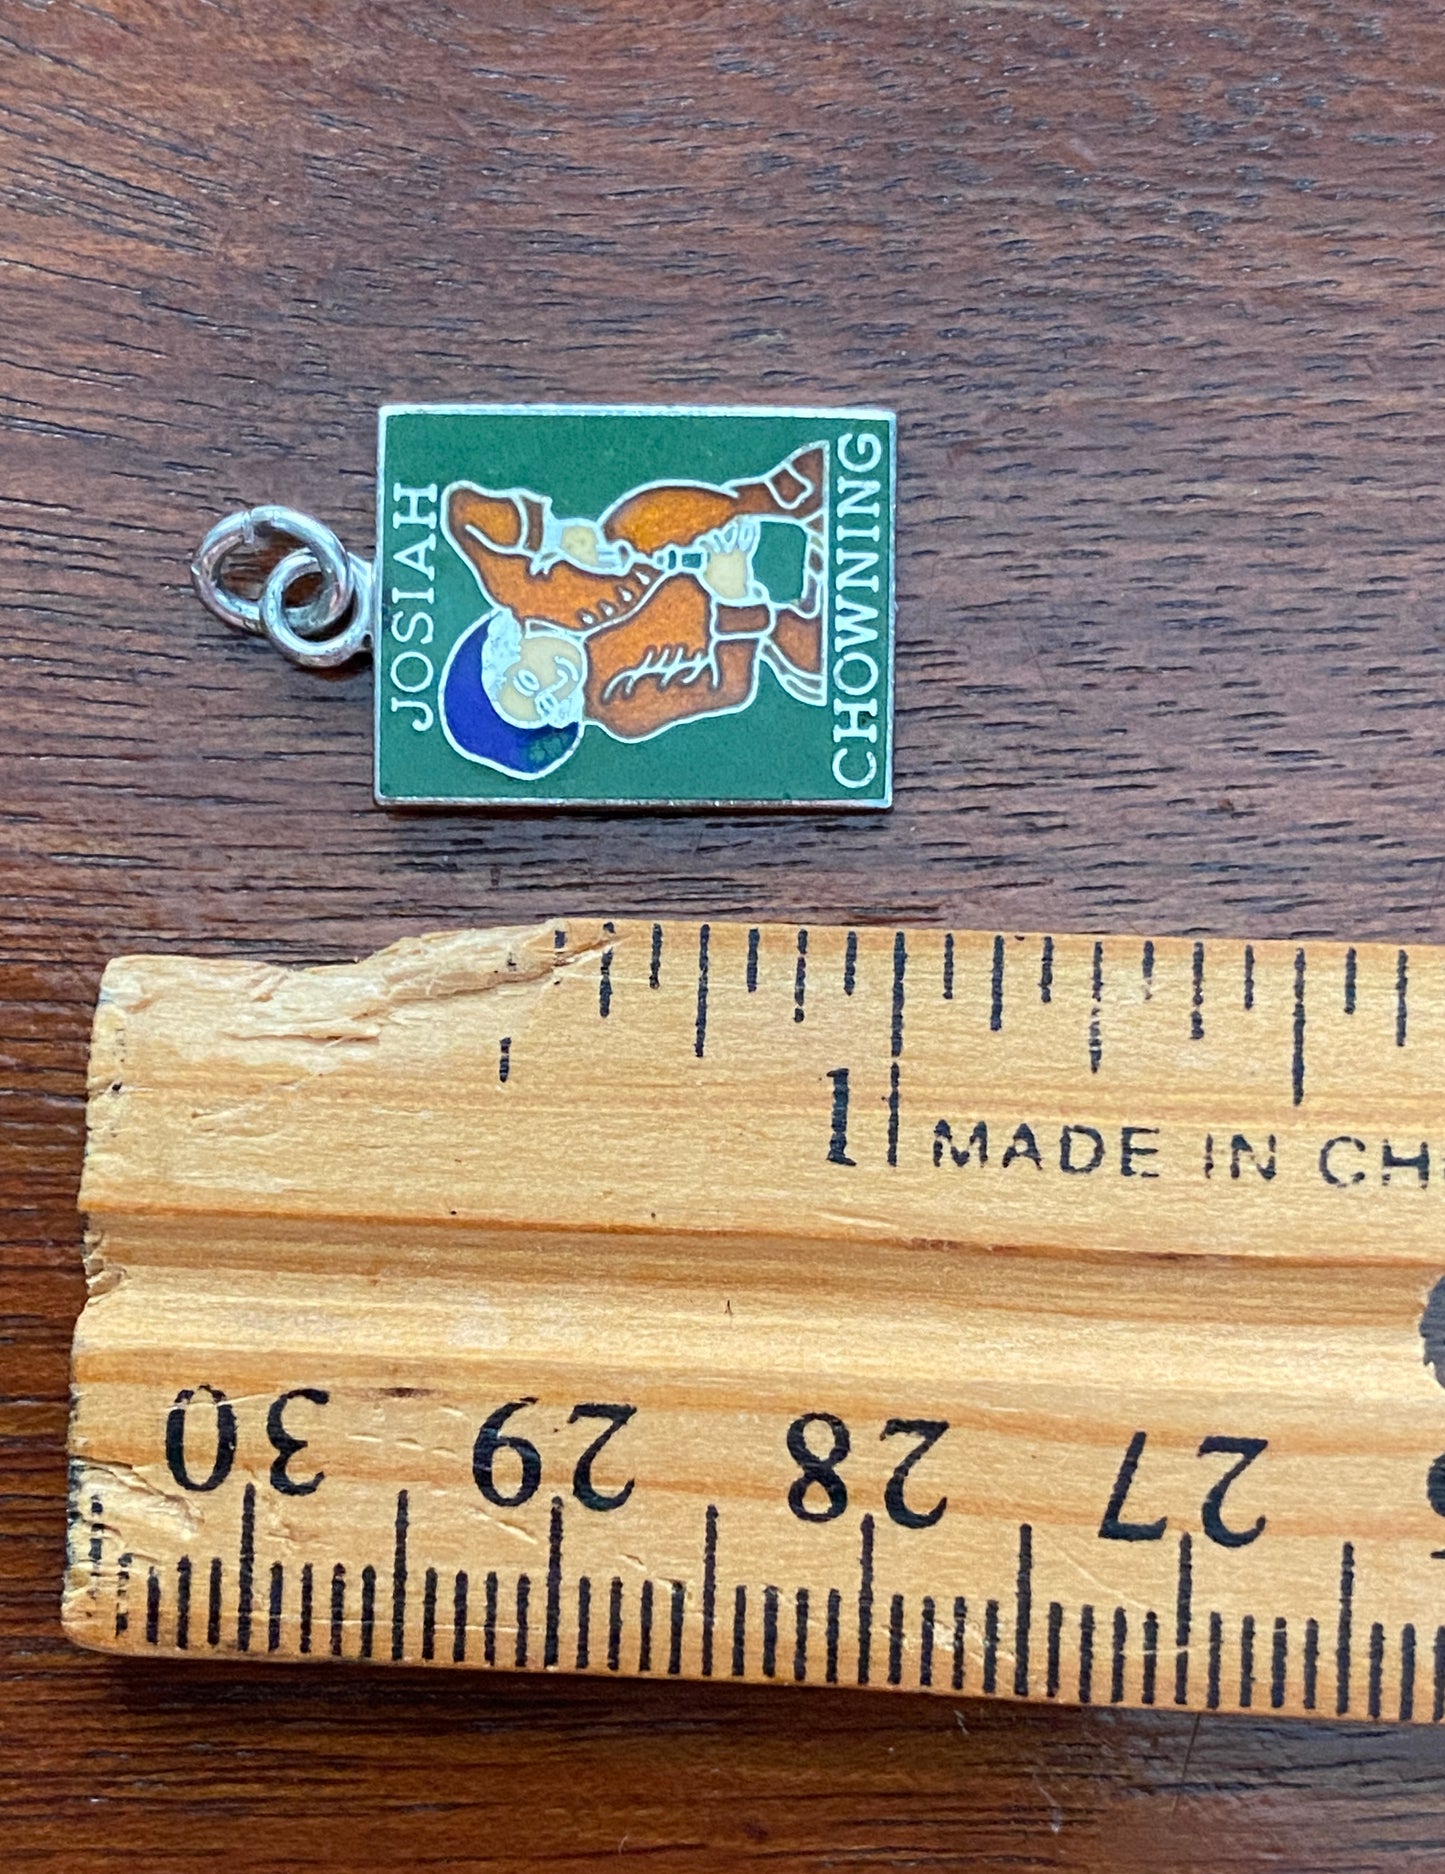 JOSIAH
CHOWNING
1
MADE IN CH
30 29 28 27